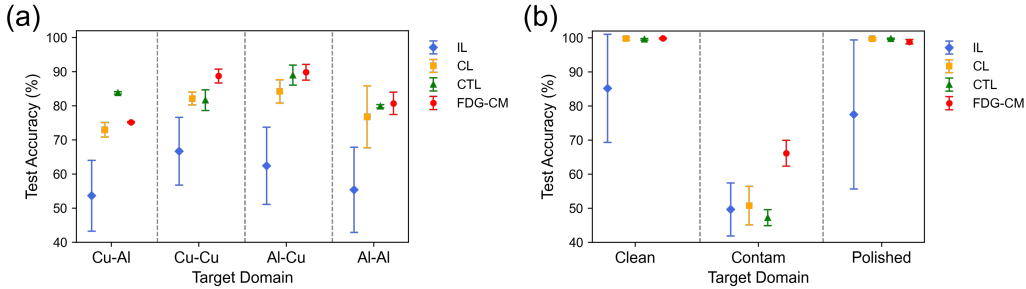 (a)
Test Accuracy (%)
100
90
80
70
60
50
40
Cu-Al
Cu-Cu
Al-Cu
Al-Al
Target Domain
IL
CL
CTL
FDG-CM
(b)
Test Accuracy (%)
100
90
80
70
60
50
40
Clean
Contam
Polished
Target Domain
IL
CL
CTL
FDG-CM